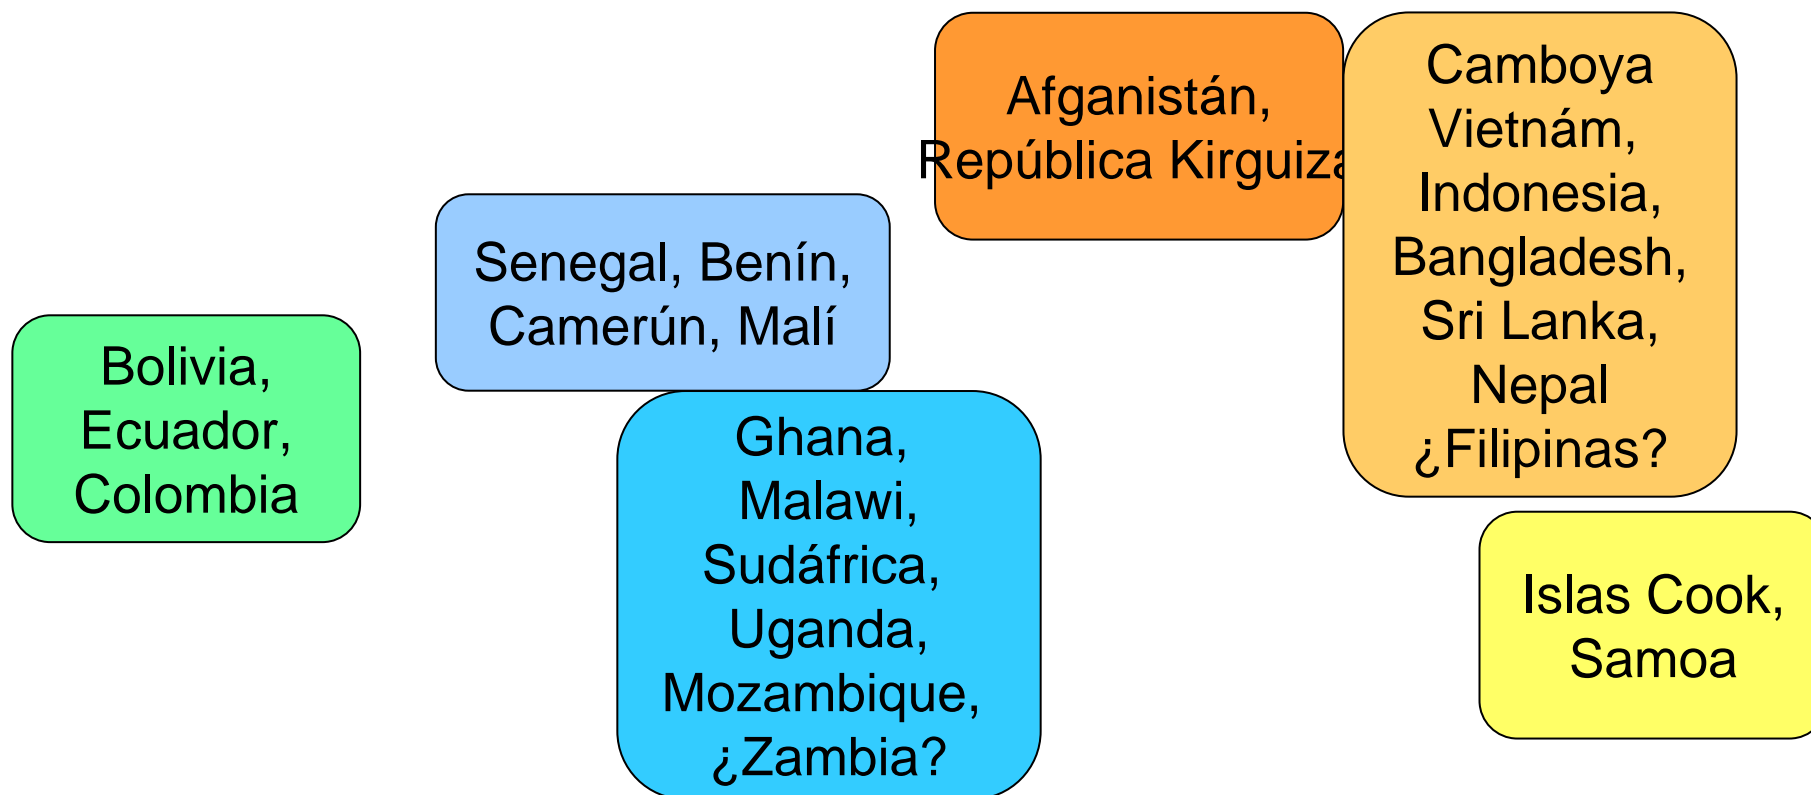 Afganistán,
República Kirguiza
Camboya
Vietnám,
Indonesia,
Bangladesh,
Sri Lanka,
Nepal
¿Filipinas?
Senegal, Benín,
Camerún, Malí
Bolivia,
Ecuador,
Colombia
Ghana,
Malawi,
Sudáfrica,
Uganda,
Mozambique,
¿Zambia?
Islas Cook,
Samoa